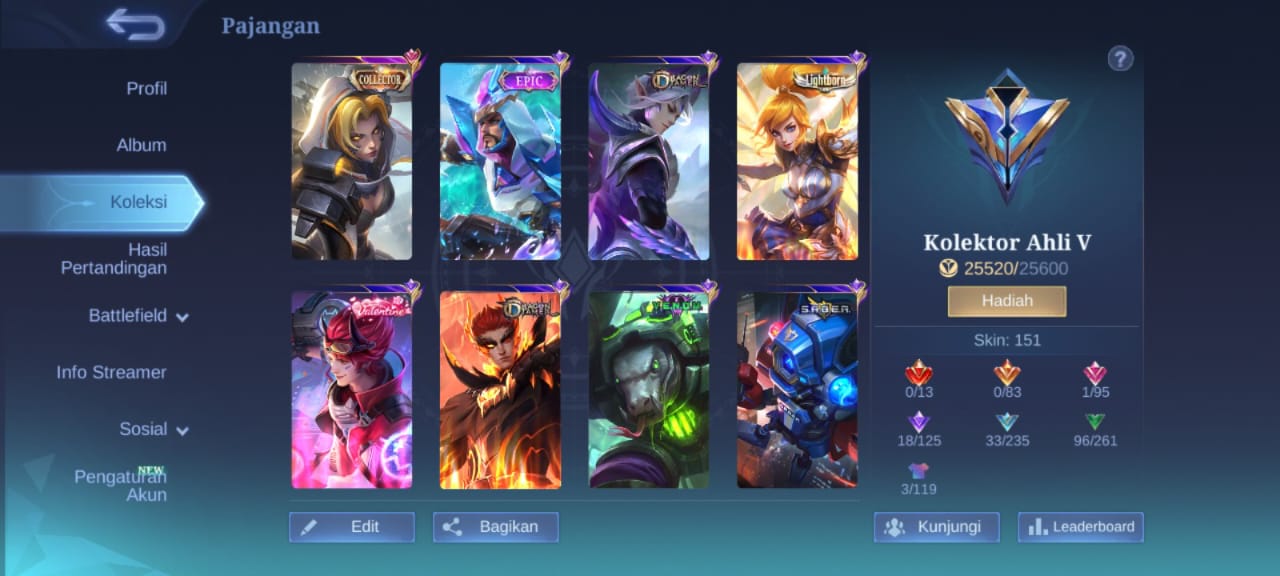 Pajangan
Profil
Album
Koleksi
Hasil
Pertandingan
Battlefield
Info Streamer
Sosial
NEW
Pengaturan
Akun
COLLECTOR
EPIC
DRAGON
TAMER
Lightborn
Valentine
DRAGON
TAMER
V.E.N.O.M.
S.A.B.E.R.
Edit
Bagikan
?
Kolektor Ahli V
25520/25600
Hadiah
Skin: 151
0/13
0/83
1/95
18/125
33/235
96/261
3/119
Kunjungi
Leaderboard